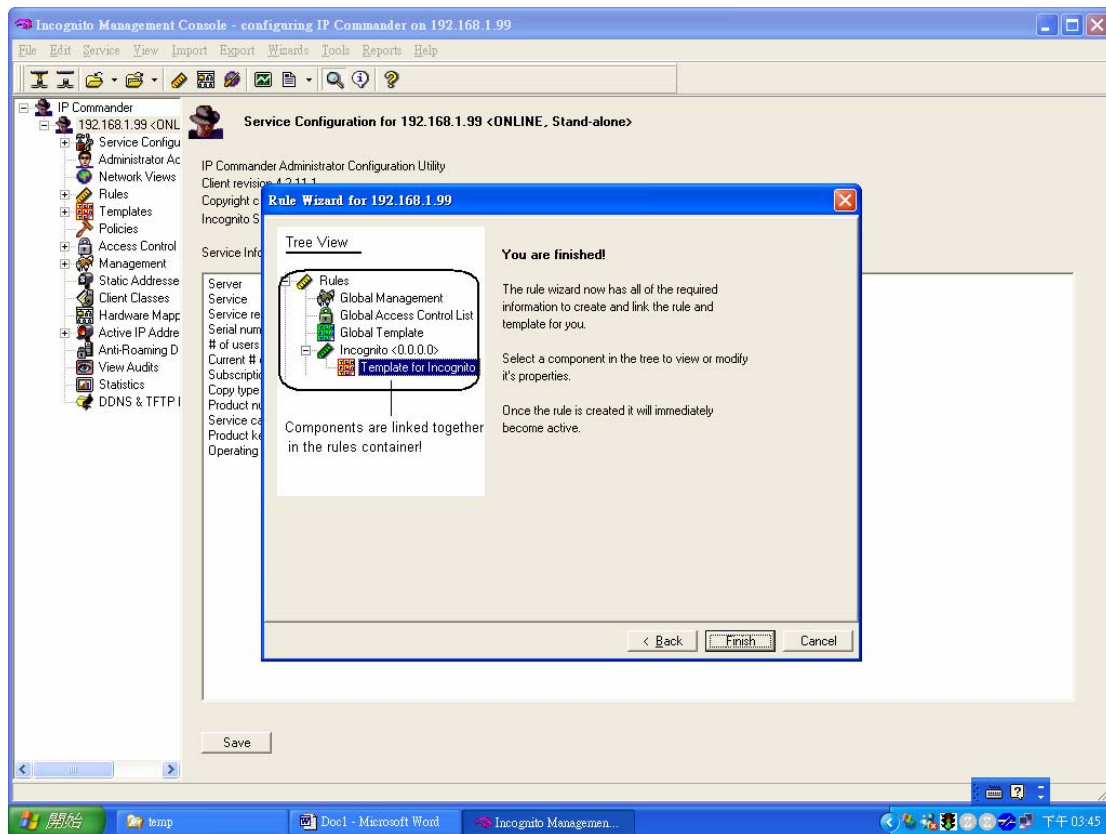 Incognito Management Console - configuring IP Commander on 192.168.1.99
File Edit Service View Import Export Wizards Tools Reports Help
IP Commander
192.168.1.99 <ONL
Service Configu
Administrator Ac
Network Views
Rules
Templates
Policies
Access Control
Management
Static Addresse
Client Classes
Hardware Mapp
Active IP Addre
Anti-Roaming D
View Audits
Statistics
DDNS & TFTP I
Service Configuration for 192.168.1.99 <ONLINE, Stand-alone>
IP Commander Administrator Configuration Utility
Client revision 4.2.11.1
Copyright c
Incognito S
Service Info
Server
Service
Service re
Serial num
# of users
Current #
Subscriptio
Copy type
Product nu
Service ca
Product ke
Operating
Rule Wizard for 192.168.1.99
Tree View
Rules
Global Management
Global Access Control List
Global Template
Incognito <0.0.0.0>
Template for Incognito
Components are linked together
in the rules container!
You are finished!
The rule wizard now has all of the required
information to create and link the rule and
template for you.
Select a component in the tree to view or modify
it's properties.
Once the rule is created it will immediately
become active.
< Back Finish Cancel
Save
開始 temp Doc1 - Microsoft Word Incognito Managemen... 下午 03:45